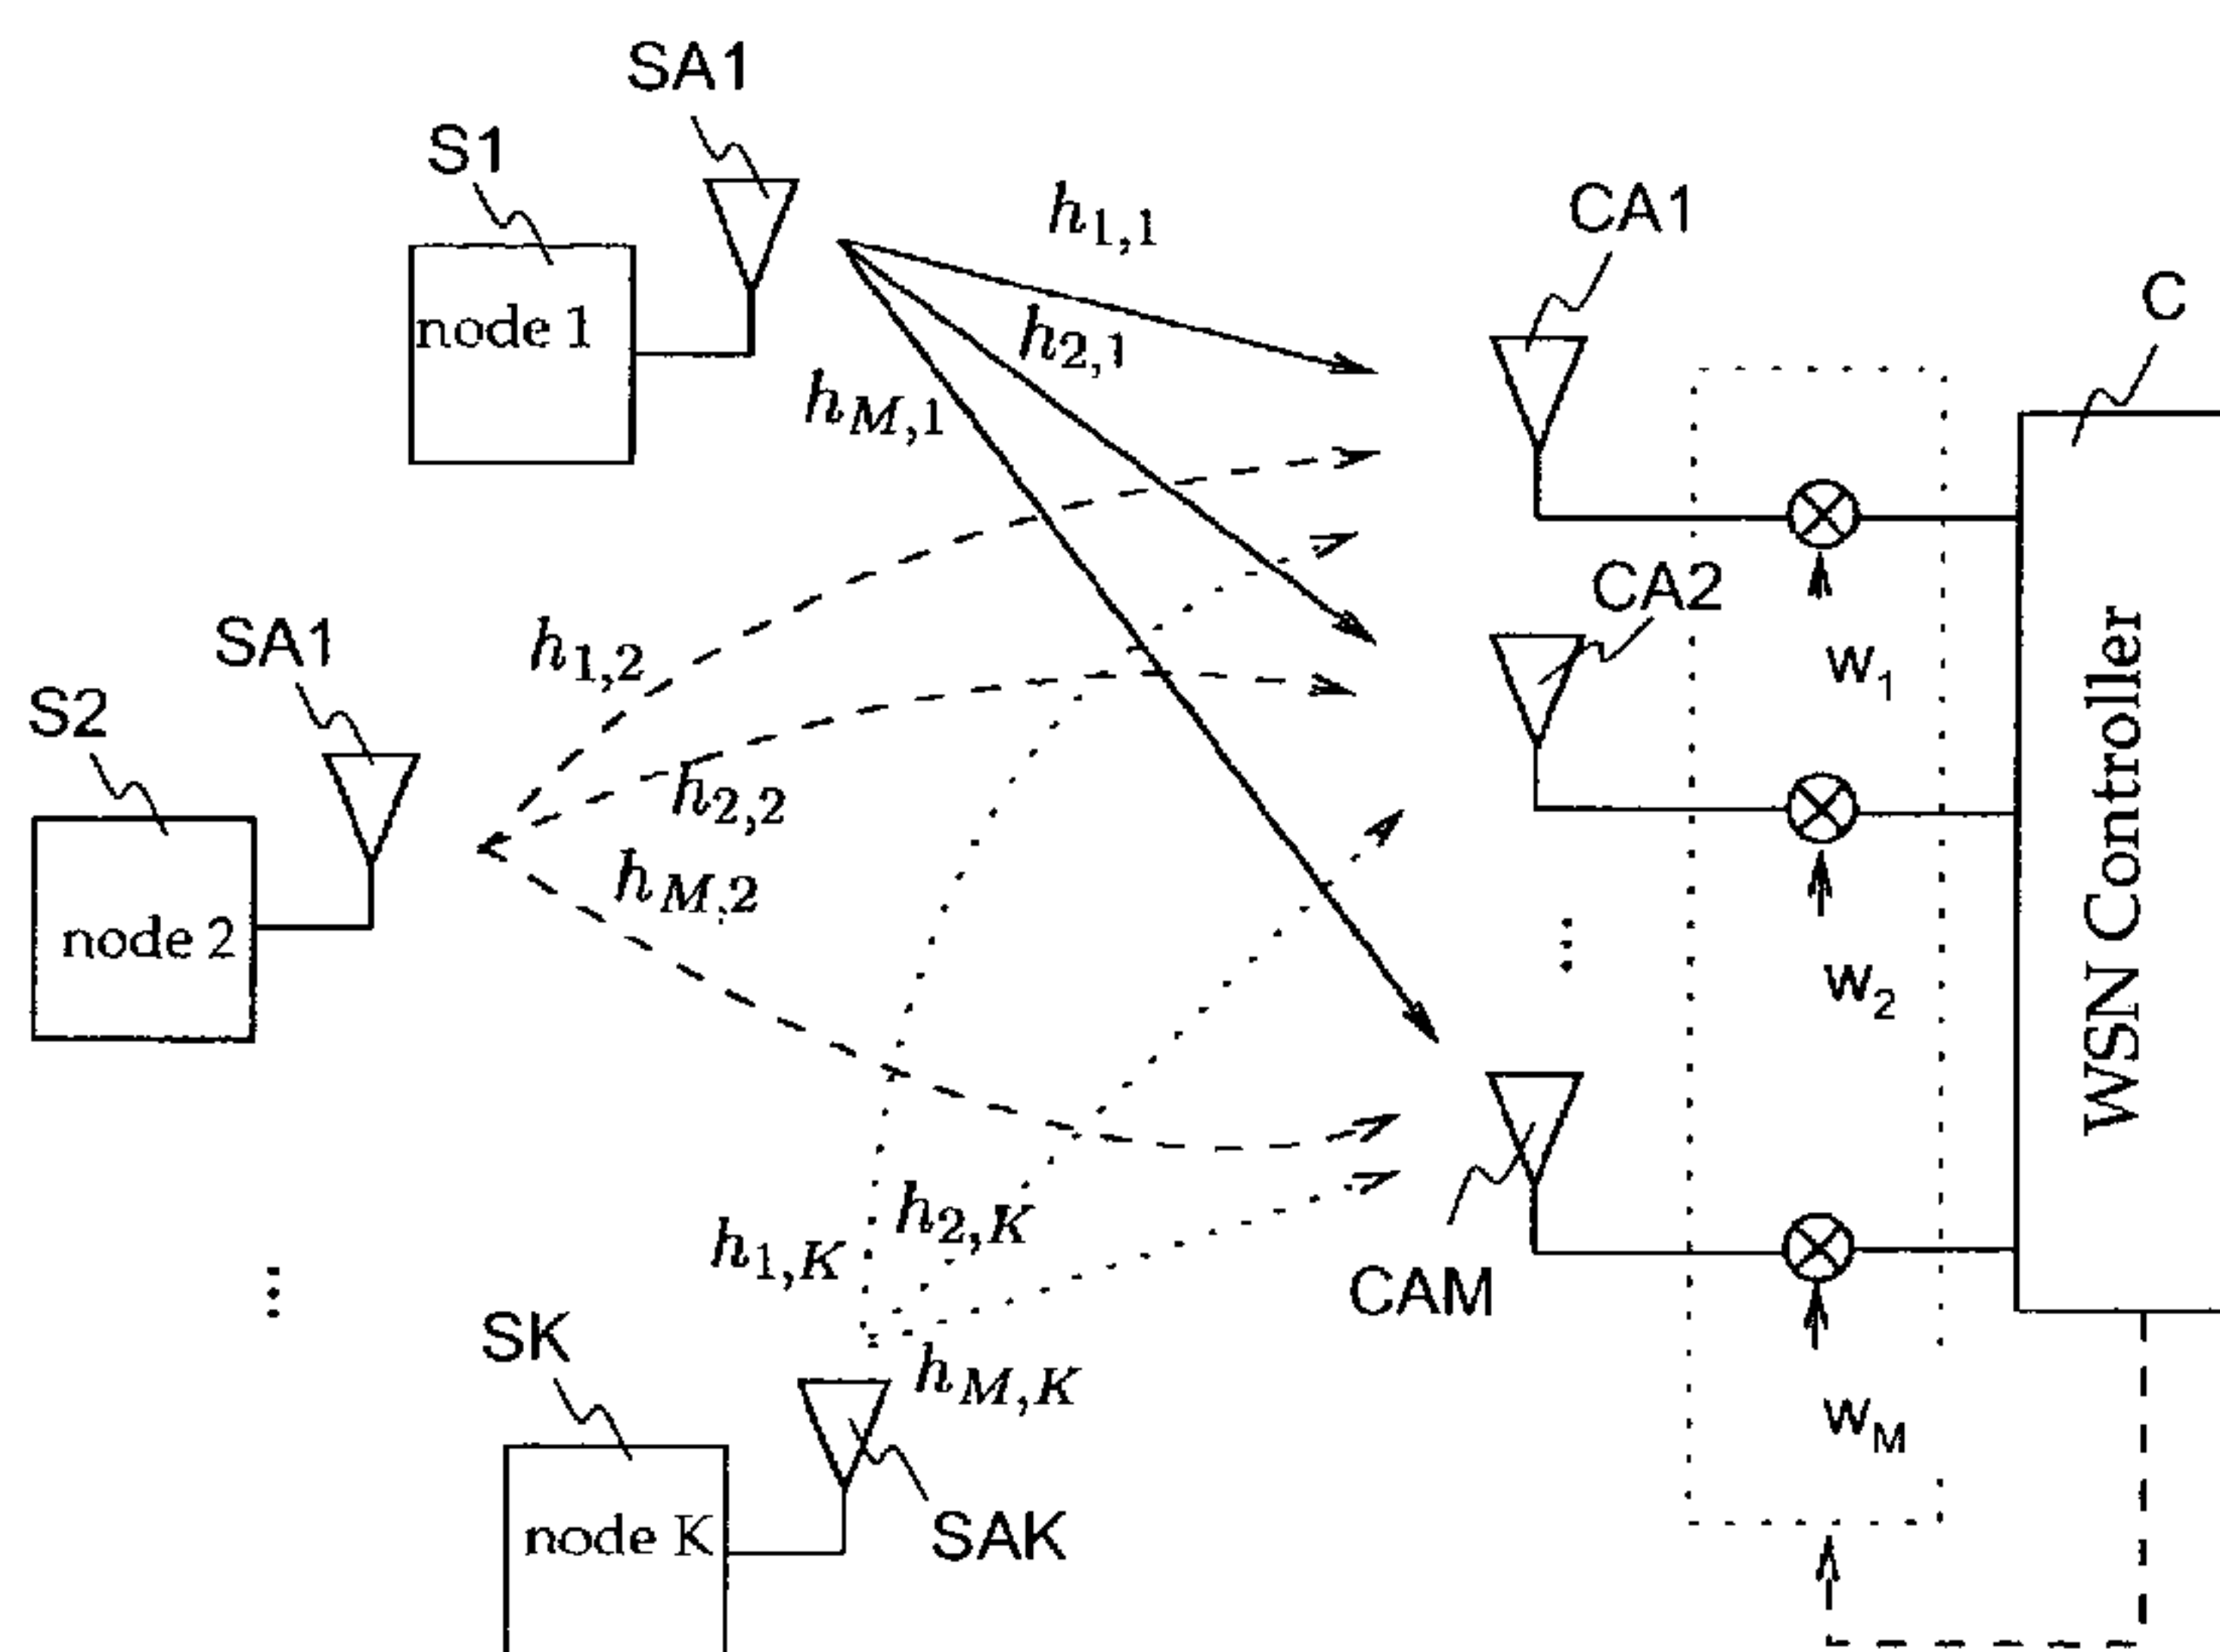 SA1
S1
h1,1
CA1
C
node 1
h2,1
hM,1
CA2
SA1
h1,2
w1
S2
h2,2
hM,2
node 2
w2
WSN Controller
h2,K
h1,K
CAM
SK
hM,K
wM
node K
SAK